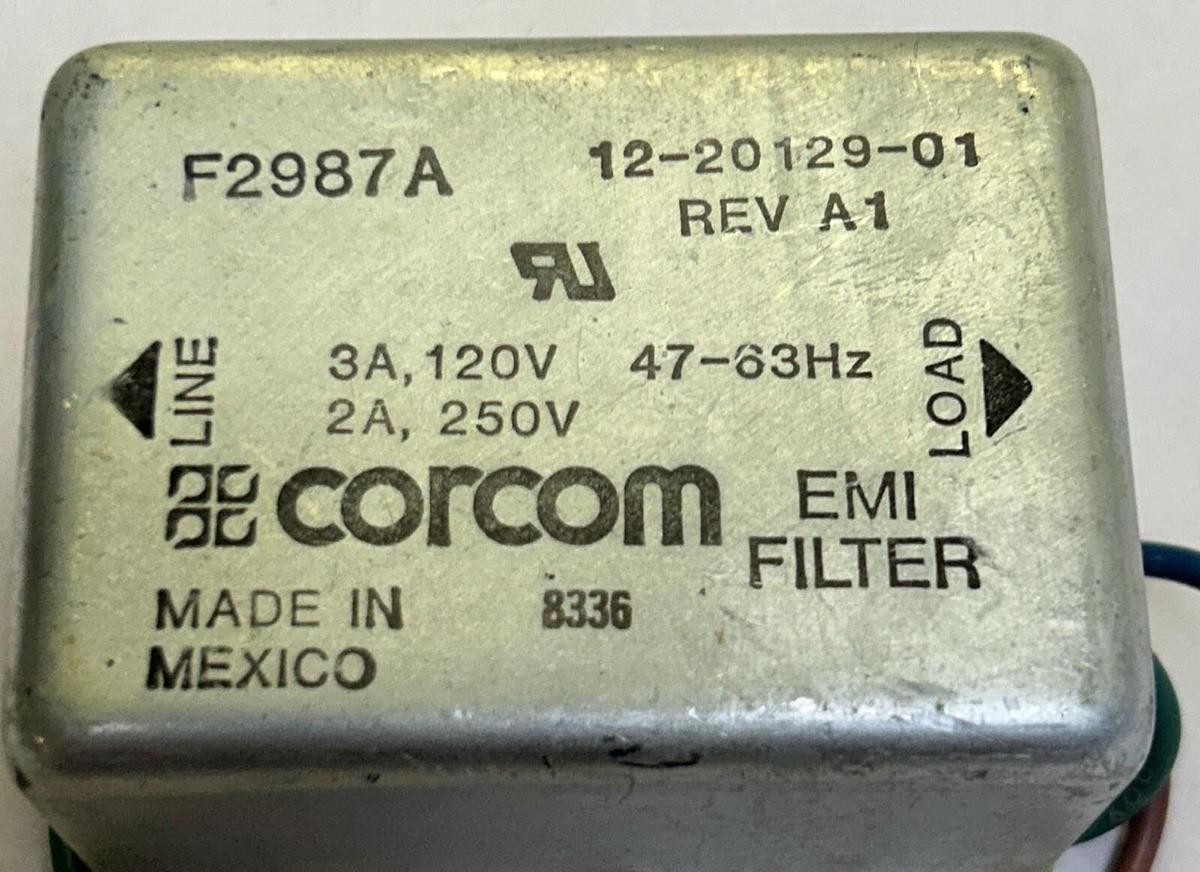 F2987A 12-20129-01
REV A1
RU
LINE
3A, 120V 47-63Hz
2A, 250V
LOAD
corcom
EMI
FILTER
MADE IN
MEXICO
8336